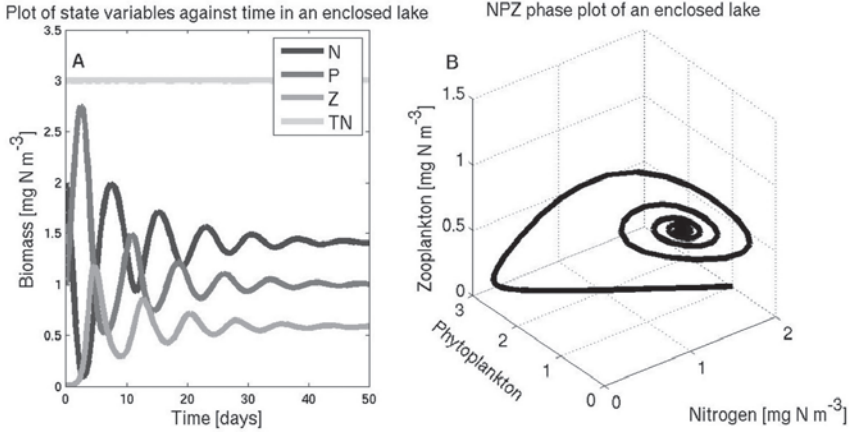 Plot of state variables against time in an enclosed lake
3.5
3
2.5
2
1.5
1
0.5
0
Biomass [mg N m-3]
A
N
P
Z
TN
0 10 20 30 40 50
Time [days]
NPZ phase plot of an enclosed lake
B
1.5
1
0.5
0
Zooplankton [mg N m-3]
3
2
1
0
Phytoplankton
0
1
2
Nitrogen [mg N m-3]